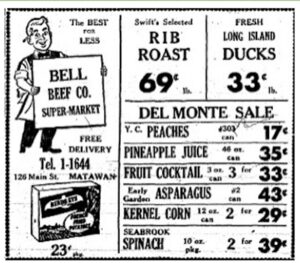 The BEST
for
LESS
BELL
BEEF CO.
SUPER-MARKET
FREE
DELIVERY
Tel. 1-1644
126 Main St. MATAWAN
23¢ pkg.
Swift's Selected
RIB
ROAST
69¢ lb.
FRESH
LONG ISLAND
DUCKS
33¢ lb.
DEL MONTE SALE
Y. C. PEACHES #303 can 17¢
PINEAPPLE JUICE 46 oz. can 35¢
FRUIT COCKTAIL 3 oz. can 3 for 33¢
Early Garden ASPARAGUS #2 can 43¢
KERNEL CORN 12 oz. can 2 for 29¢
SEABROOK
SPINACH 10 oz. pkg. 2 for 39¢